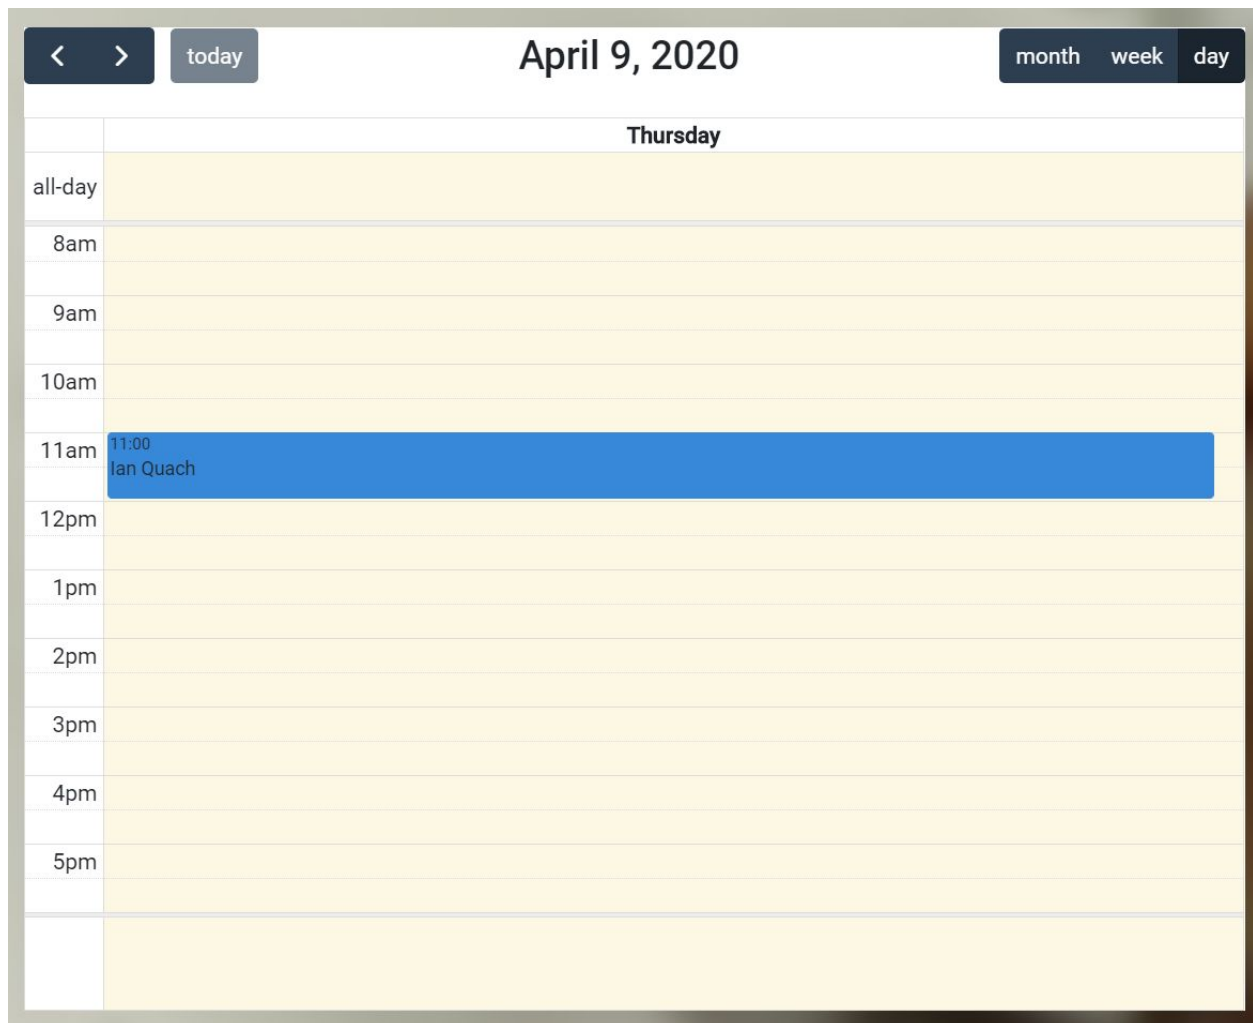 today
April 9, 2020
month week day
Thursday
all-day
8am
9am
10am
11am 11:00
Ian Quach
12pm
1pm
2pm
3pm
4pm
5pm